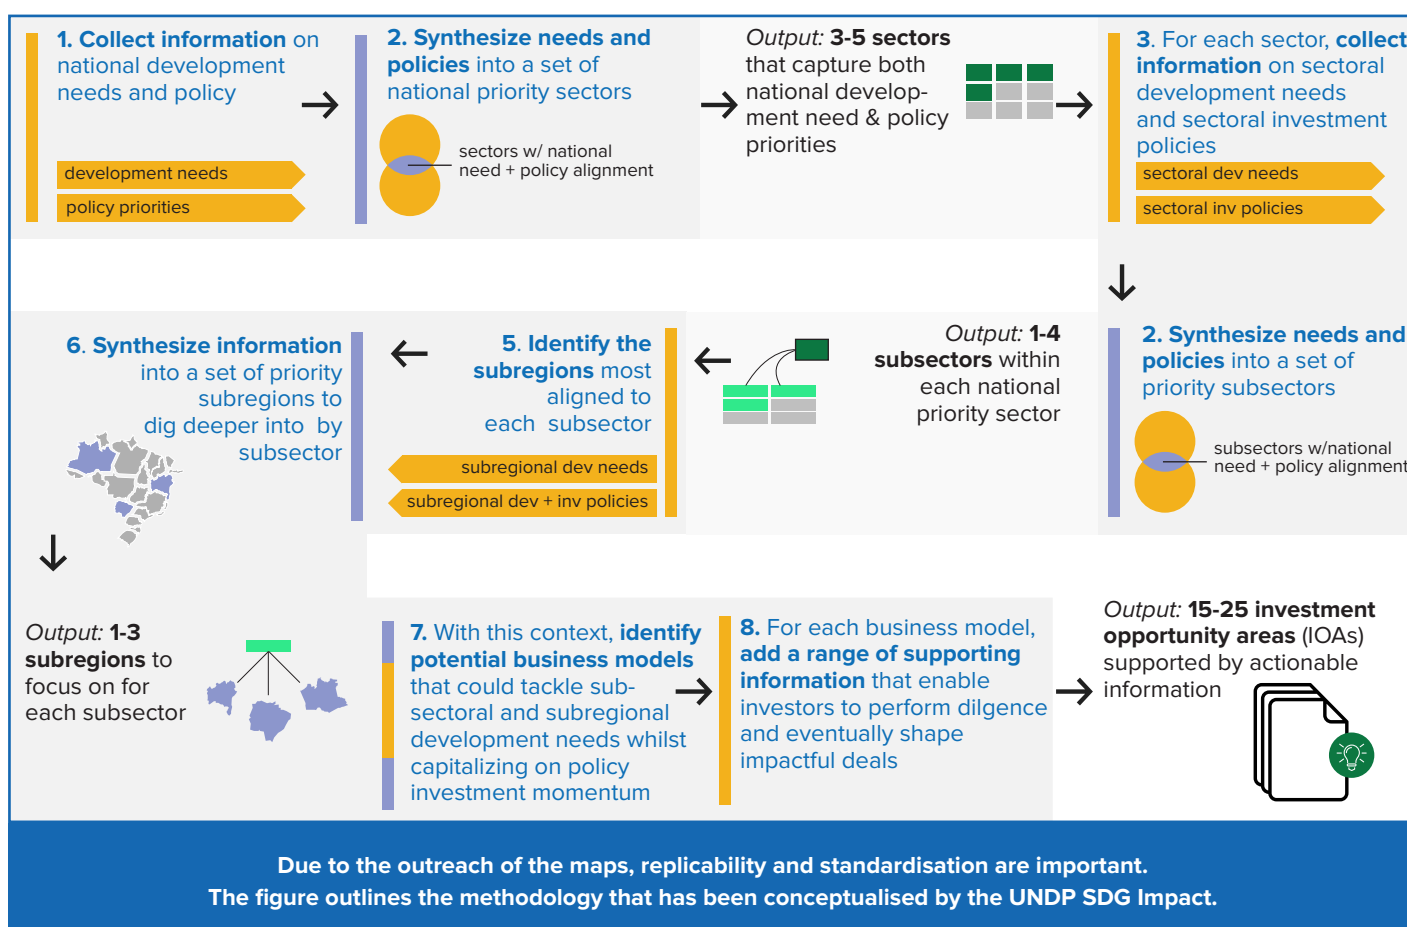 1. Collect information on
national development
needs and policy
development needs
policy priorities
2. Synthesize needs and
policies into a set of
national priority sectors
sectors w/ national
need + policy alignment
Output: 3-5 sectors
that capture both
national develop-
ment need & policy
priorities
3. For each sector, collect
information on sectoral
development needs
and sectoral investment
policies
sectoral dev needs
sectoral inv policies
2. Synthesize needs and
policies into a set of
priority subsectors
subsectors w/national
need + policy alignment
Output: 1-4
subsectors within
each national
priority sector
5. Identify the
subregions most
aligned to
each subsector
subregional dev needs
subregional dev + inv policies
6. Synthesize information
into a set of priority
subregions to
dig deeper into by
subsector
Output: 1-3
subregions to
focus on for
each subsector
7. With this context, identify
potential business models
that could tackle sub-
sectoral and subregional
development needs whilst
capitalizing on policy
investment momentum
8. For each business model,
add a range of supporting
information that enable
investors to perform dilgence
and eventually shape
impactful deals
Output: 15-25 investment
opportunity areas (IOAs)
supported by actionable
information
Due to the outreach of the maps, replicability and standardisation are important.
The figure outlines the methodology that has been conceptualised by the UNDP SDG Impact.